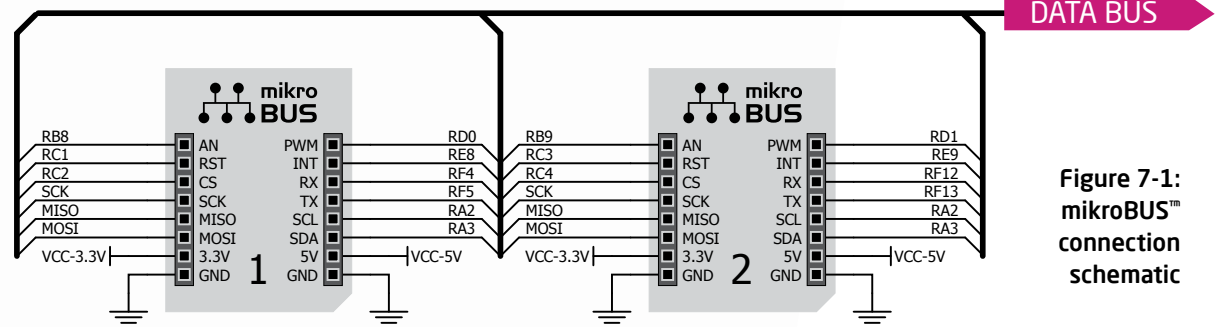 DATA BUS
mikro
BUS
RB8 AN PWM RD0
RC1 RST INT RE8
RC2 CS RX RF4
SCK SCK TX RF5
MISO MISO SCL RA2
MOSI MOSI SDA RA3
VCC-3.3V 3.3V 5V VCC-5V
GND 1 GND
mikro
BUS
RB9 AN PWM RD1
RC3 RST INT RE9
RC4 CS RX RF12
SCK SCK TX RF13
MISO MISO SCL RA2
MOSI MOSI SDA RA3
VCC-3.3V 3.3V 5V VCC-5V
GND 2 GND
Figure 7-1:
mikroBUS™
connection
schematic